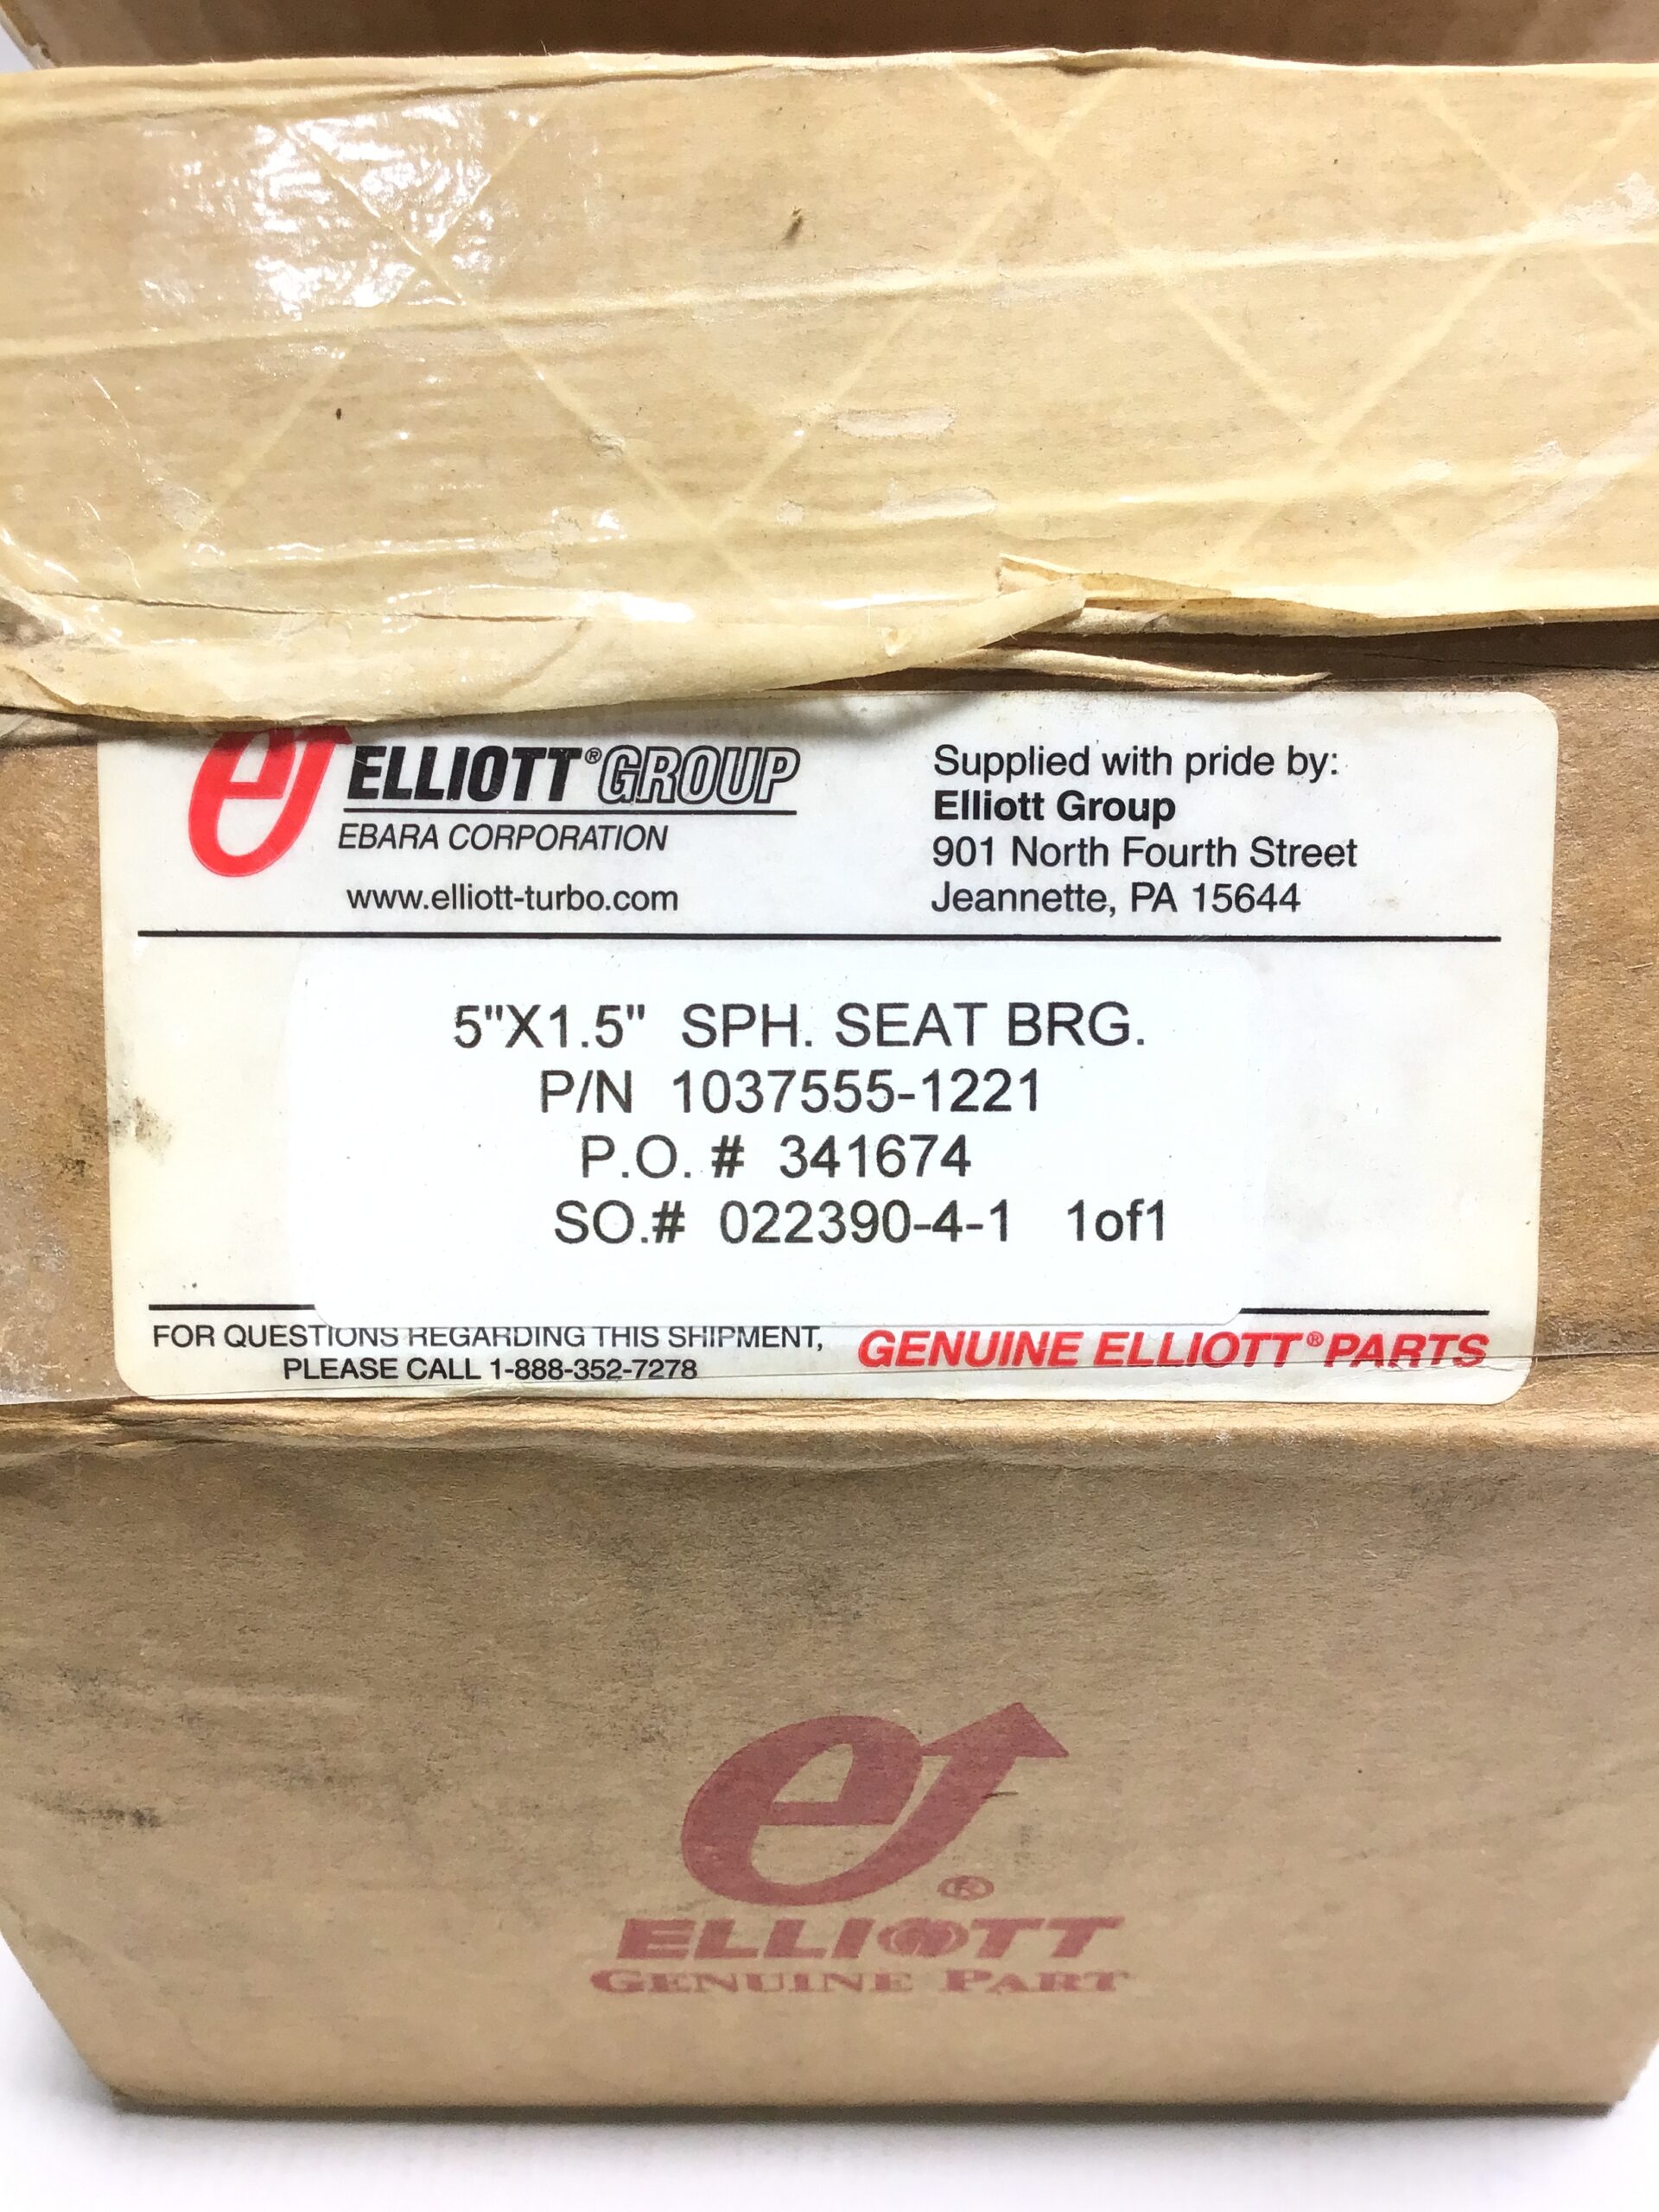 ELLIOTT® GROUP
EBARA CORPORATION
www.elliott-turbo.com
Supplied with pride by:
Elliott Group
901 North Fourth Street
Jeannette, PA 15644
5"X1.5" SPH. SEAT BRG.
P/N 1037555-1221
P.O. # 341674
SO.# 022390-4-1 1of1
FOR QUESTIONS REGARDING THIS SHIPMENT,
PLEASE CALL 1-888-352-7278
GENUINE ELLIOTT® PARTS
e®
ELLIOTT
GENUINE PART